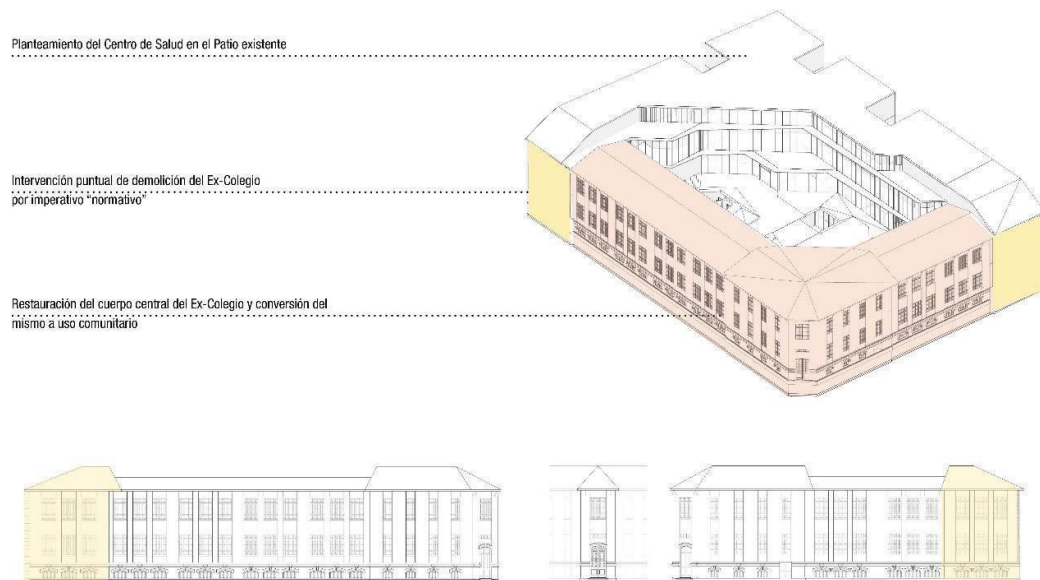 Planteamiento del Centro de Salud en el Patio existente
Intervención puntual de demolición del Ex-Colegio
por imperativo “normativo”
Restauración del cuerpo central del Ex-Colegio y conversión del
mismo a uso comunitario